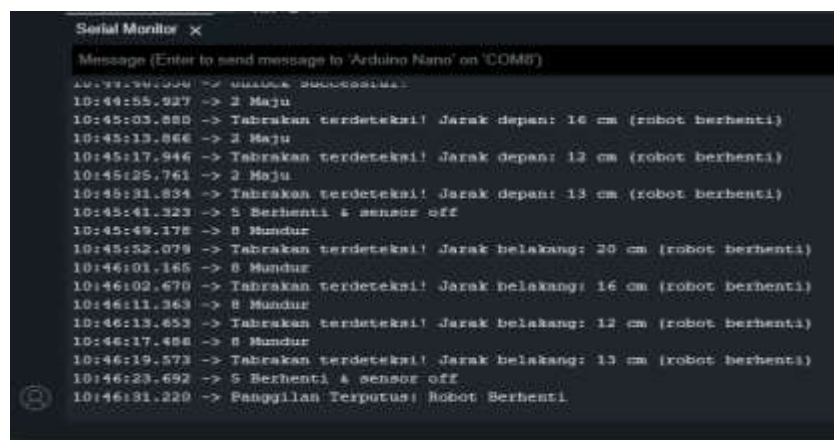 Serial Monitor ×
Message (Enter to send message to 'Arduino Nano' on 'COM8')
-> Unlock Successful!
10:44:55.927 -> 2 Maju
10:45:03.880 -> Tabrakan terdeteksi! Jarak depan: 16 cm (robot berhenti)
10:45:13.866 -> 2 Maju
10:45:17.946 -> Tabrakan terdeteksi! Jarak depan: 12 cm (robot berhenti)
10:45:25.761 -> 2 Maju
10:45:31.834 -> Tabrakan terdeteksi! Jarak depan: 13 cm (robot berhenti)
10:45:41.323 -> 5 Berhenti & sensor off
10:45:49.178 -> 8 Mundur
10:45:52.079 -> Tabrakan terdeteksi! Jarak belakang: 20 cm (robot berhenti)
10:46:01.165 -> 8 Mundur
10:46:02.670 -> Tabrakan terdeteksi! Jarak belakang: 16 cm (robot berhenti)
10:46:11.363 -> 8 Mundur
10:46:13.653 -> Tabrakan terdeteksi! Jarak belakang: 12 cm (robot berhenti)
10:46:17.486 -> 8 Mundur
10:46:19.573 -> Tabrakan terdeteksi! Jarak belakang: 13 cm (robot berhenti)
10:46:23.692 -> 5 Berhenti & sensor off
10:46:31.220 -> Panggilan Terputus: Robot Berhenti